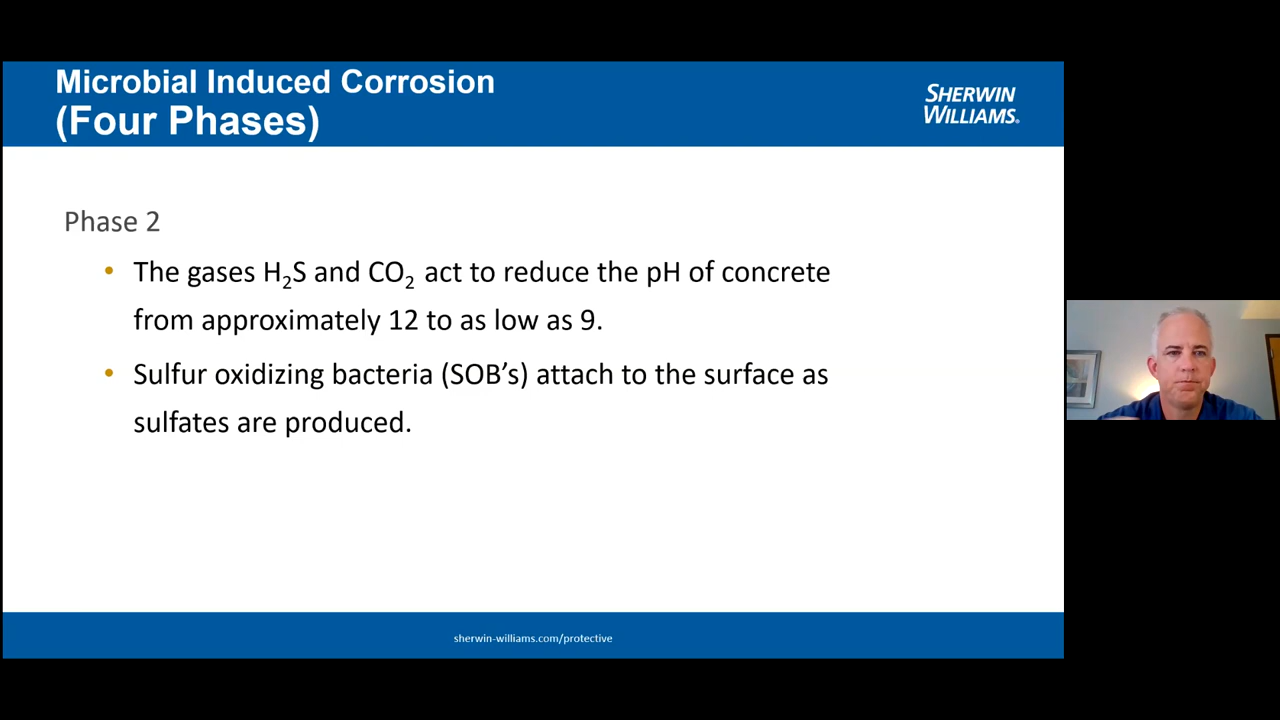 Microbial Induced Corrosion
(Four Phases)
SHERWIN
WILLIAMS.
Phase 2
• The gases H₂S and CO₂ act to reduce the pH of concrete
from approximately 12 to as low as 9.
• Sulfur oxidizing bacteria (SOB’s) attach to the surface as
sulfates are produced.
sherwin-williams.com/protective